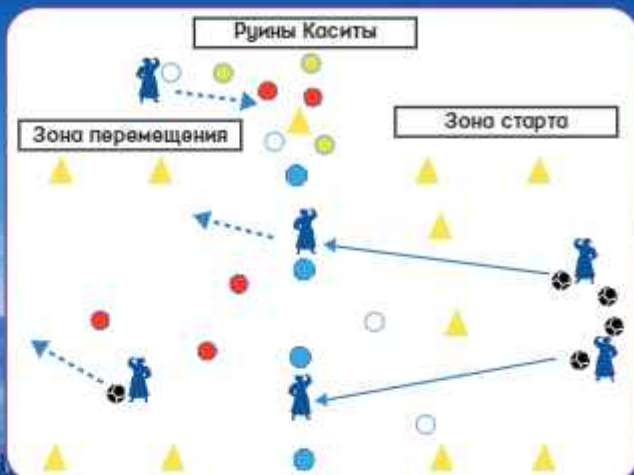 Руины Каситы
Зона перемещения
Зона старта